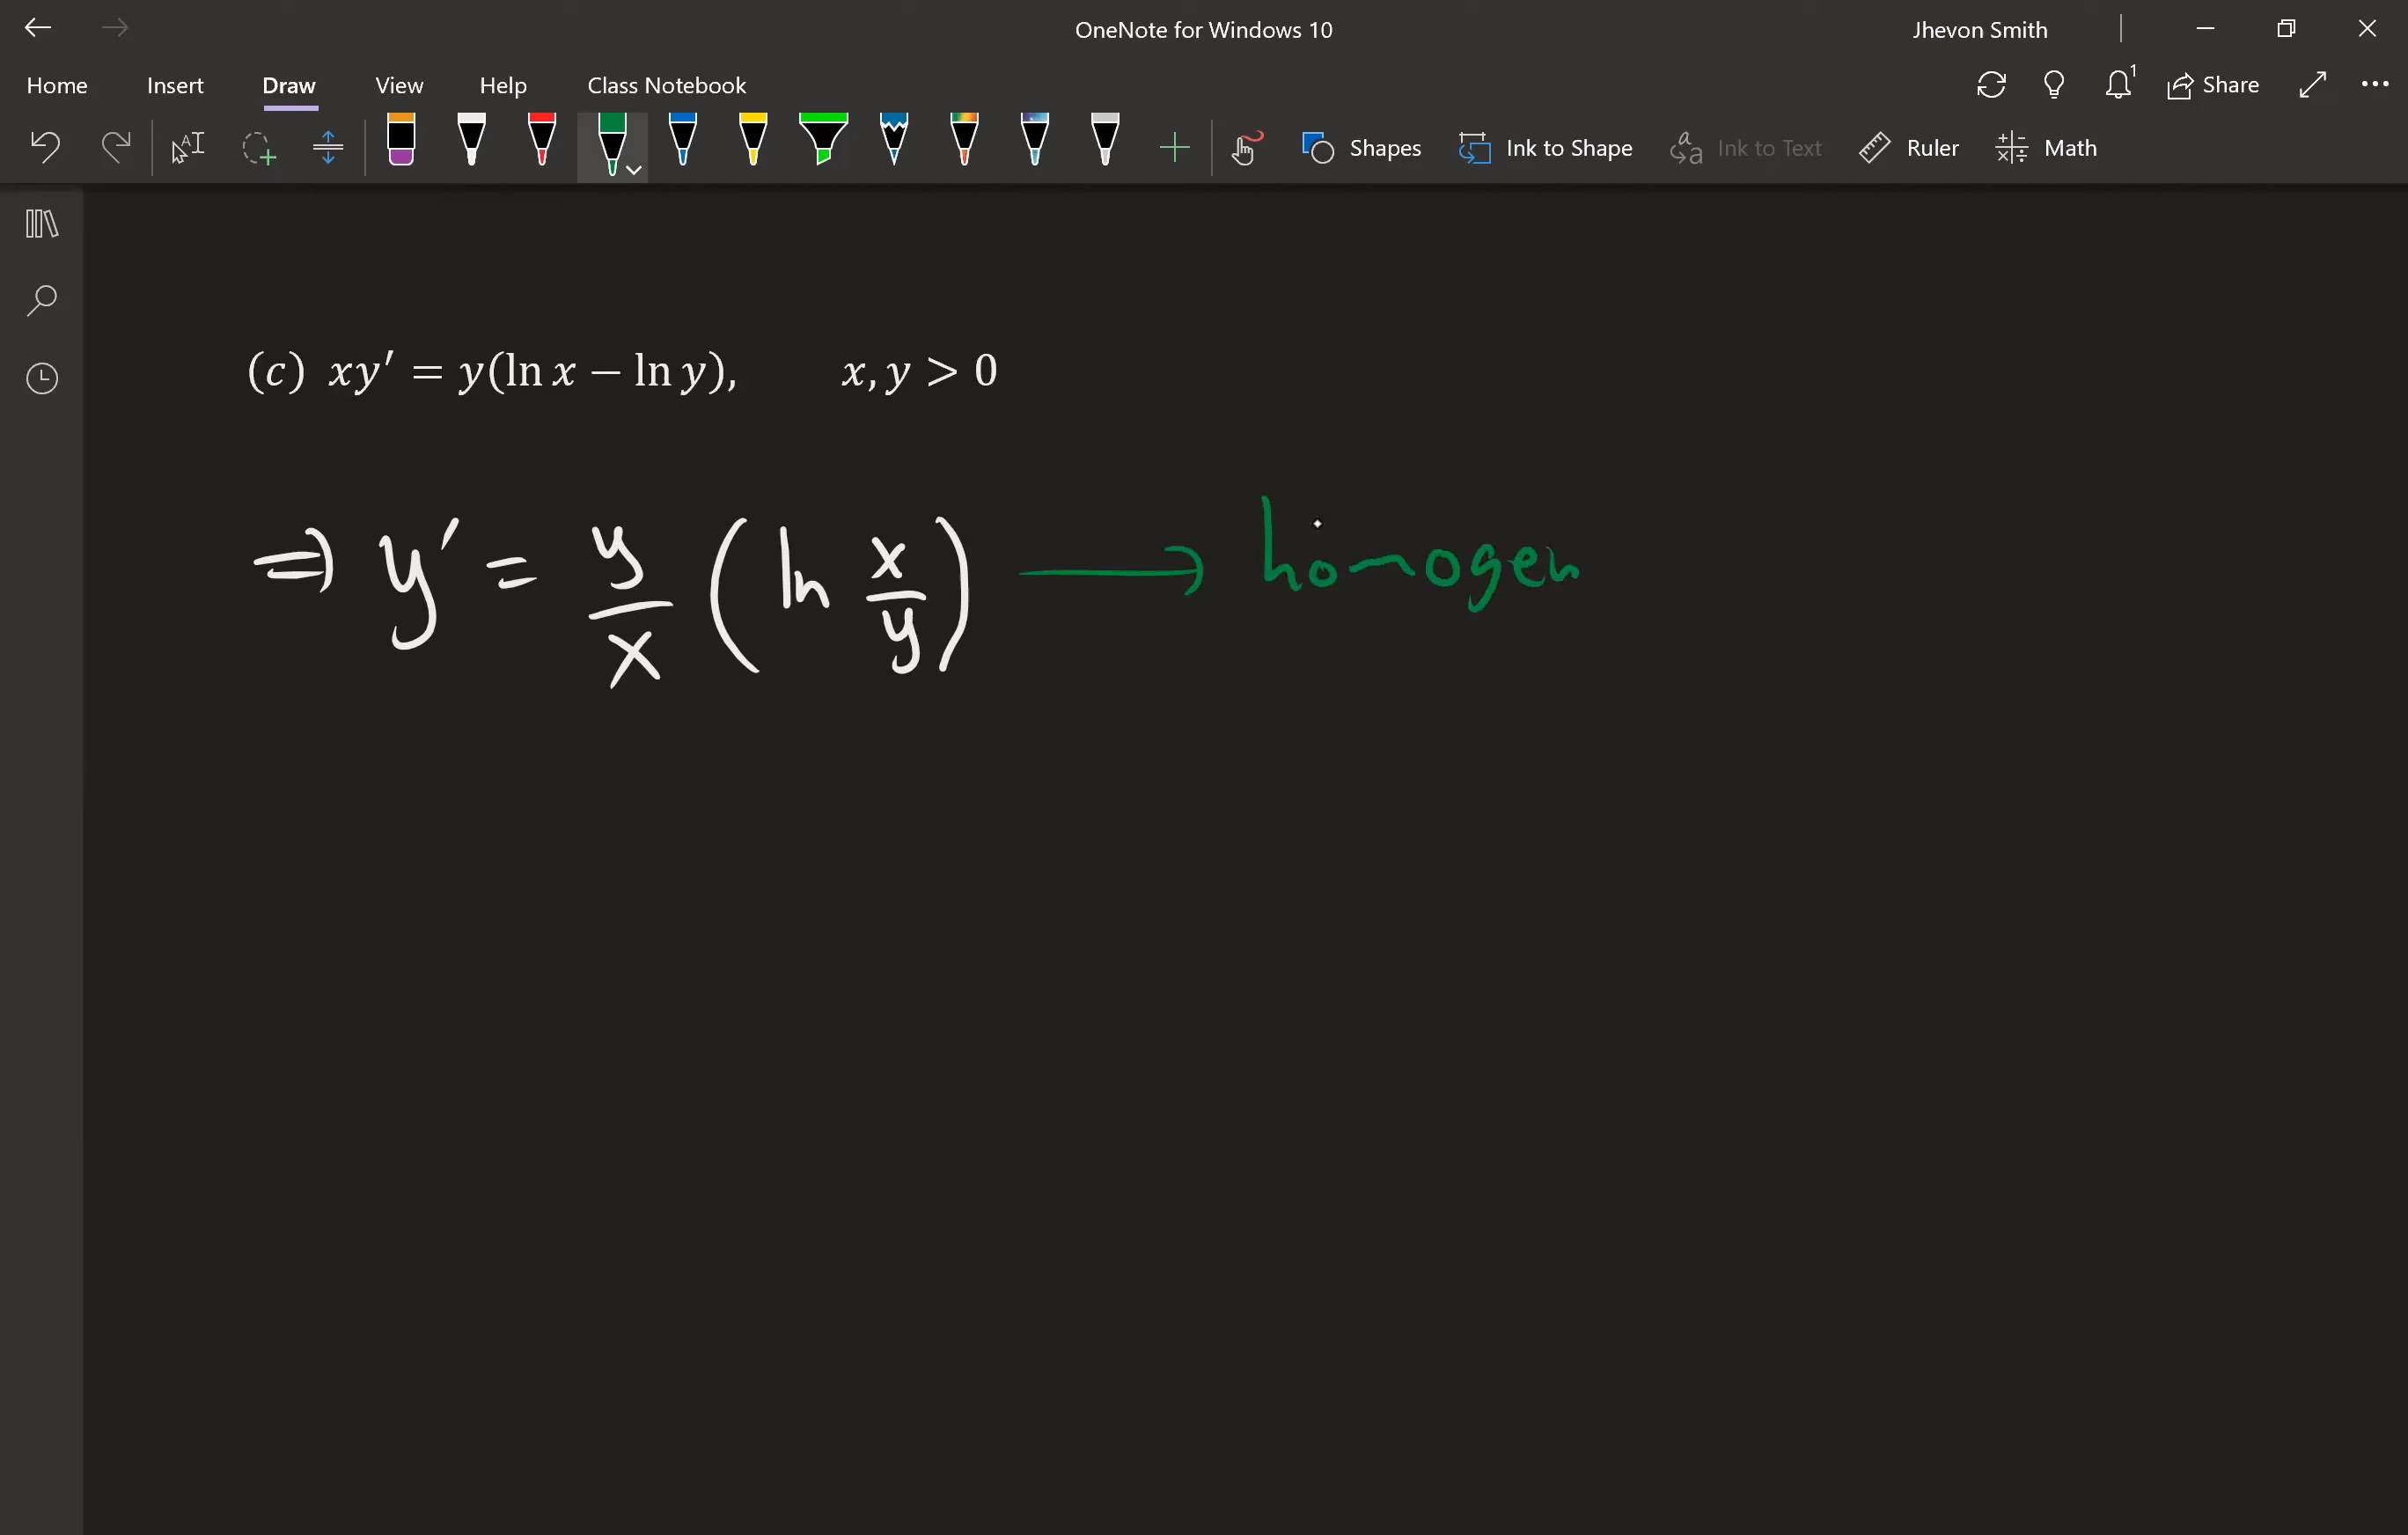 OneNote for Windows 10
Jhevon Smith
Home Insert Draw View Help Class Notebook
1
Share
Shapes Ink to Shape Ink to Text Ruler Math
(c) xy′ = y(ln x − ln y), x, y > 0
⇒ y′ = y/x (ln x/y) → homogen